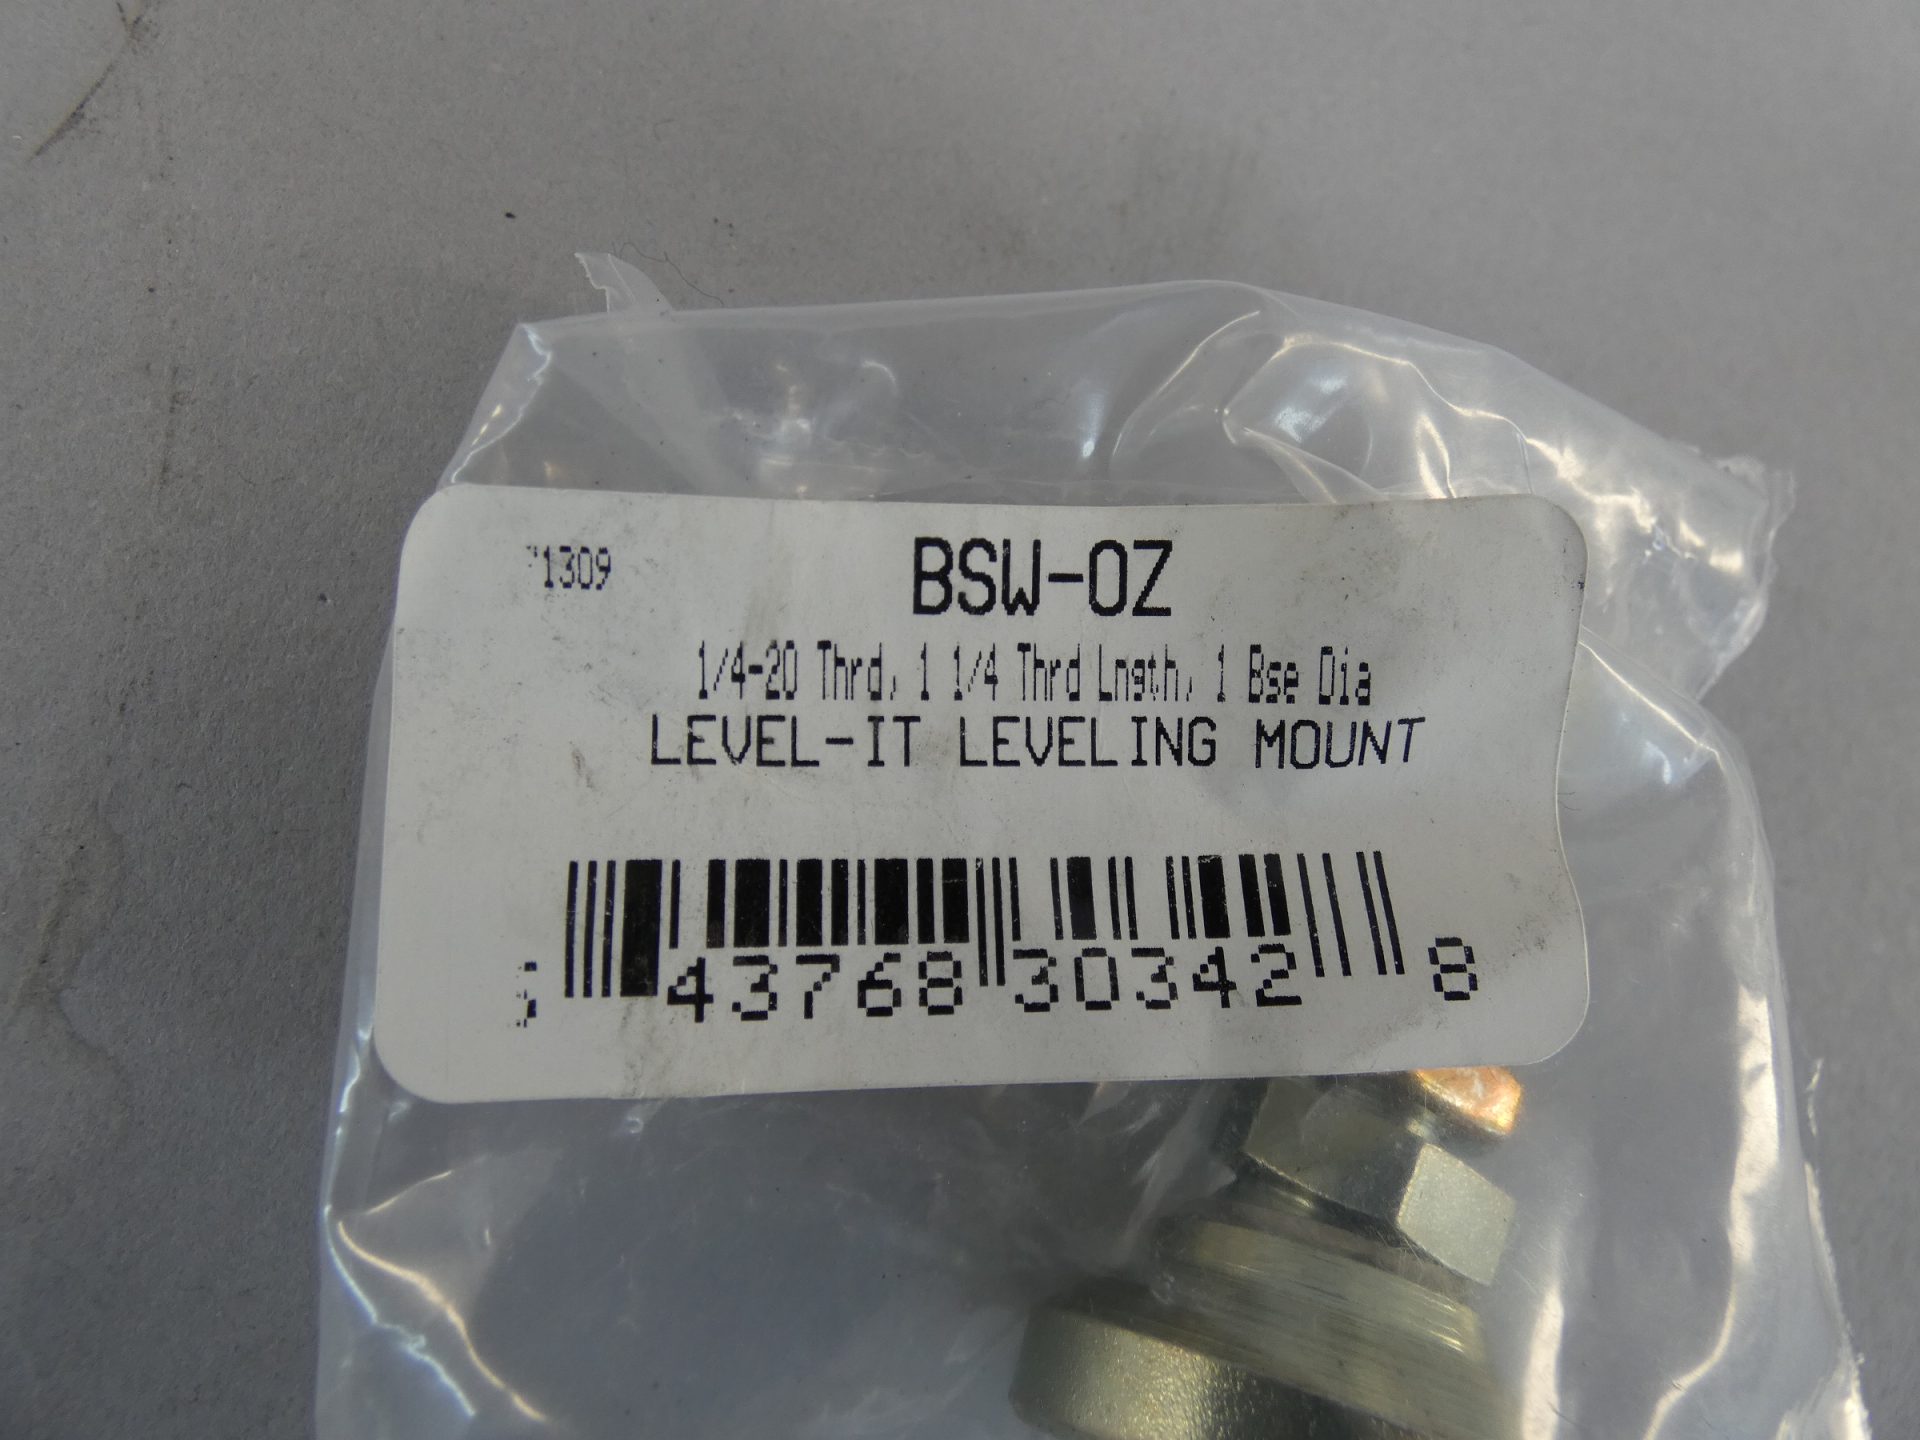 1309
BSW-0Z
1/4-20 Thrd, 1 1/4 Thrd Lngth, 1 Bse Dia
LEVEL-IT LEVELING MOUNT
43768 30342 8